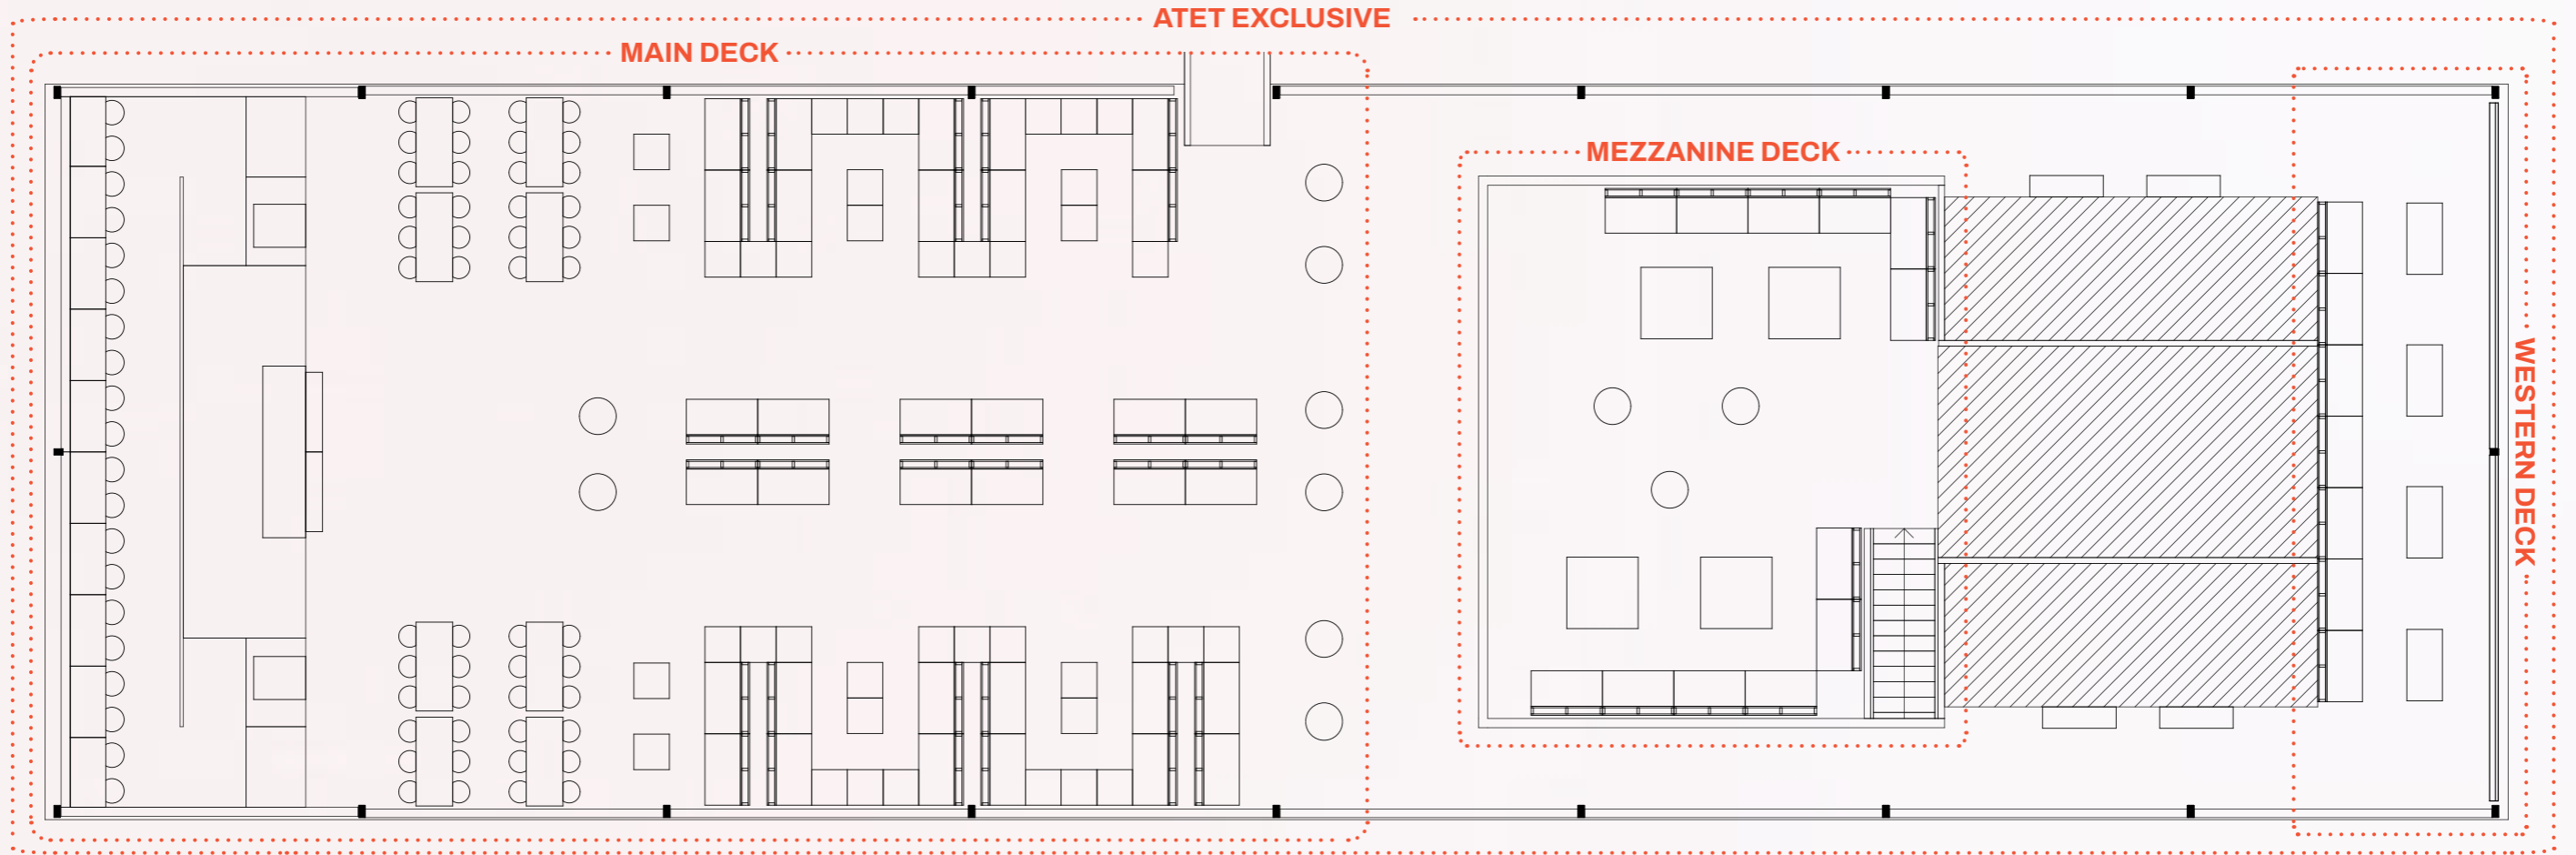 ATET EXCLUSIVE
MAIN DECK
MEZZANINE DECK
WESTERN DECK